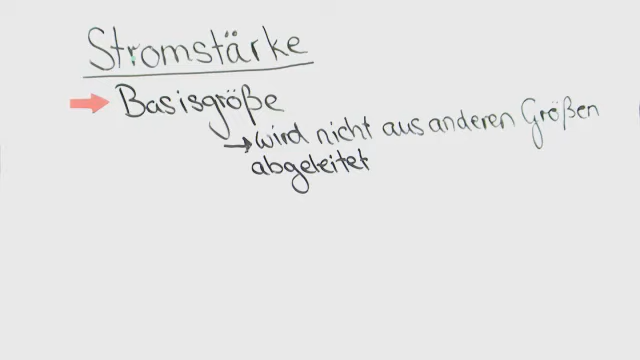 Stromstärke
Basisgröße
→ wird nicht aus anderen Größen
abgeleitet